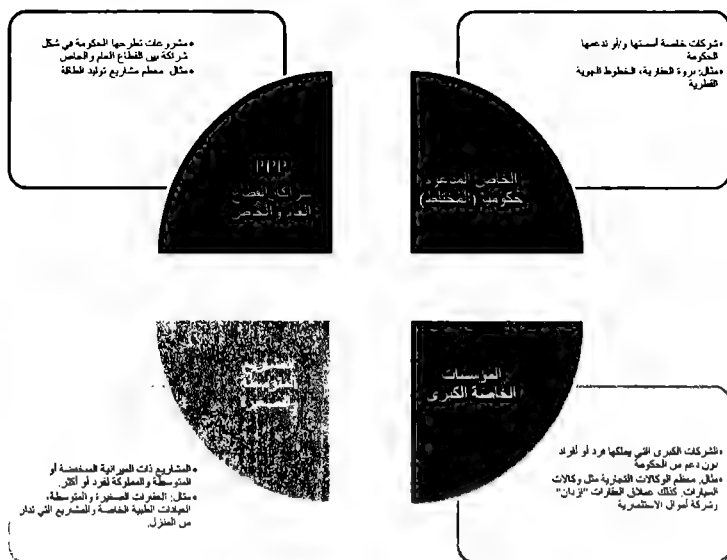 • شركات خاصة أسستها و/أو تدعمها
الحكومة
• مثال: بروة العقارية، الخطوط الجوية
القطرية
• مشروعات تطرحها الحكومة في شكل
شراكة بين القطاع العام والخاص
• مثال: معظم مشاريع توليد الطاقة
الخاص المدعوم
حكومياً (المختلط)
PPP
شراكة القطاع
العام والخاص
المؤسسات
الخاصة الكبرى
المشاريع
المتوسطة
والصغيرة
• الشركات الكبرى التي يملكها فرد أو أفراد
بدون دعم من الحكومة
• مثال: معظم الوكالات التجارية مثل وكالات
السيارات. كذلك عملاق العقارات "ازدان"
وشركة أموال الاستثمارية
• المشاريع ذات الميزانية المنخفضة أو
المتوسطة والمملوكة لفرد أو أكثر.
• مثال: العقارات الصغيرة والمتوسطة،
العيادات الطبية الخاصة والمشاريع التي تدار
من المنزل.